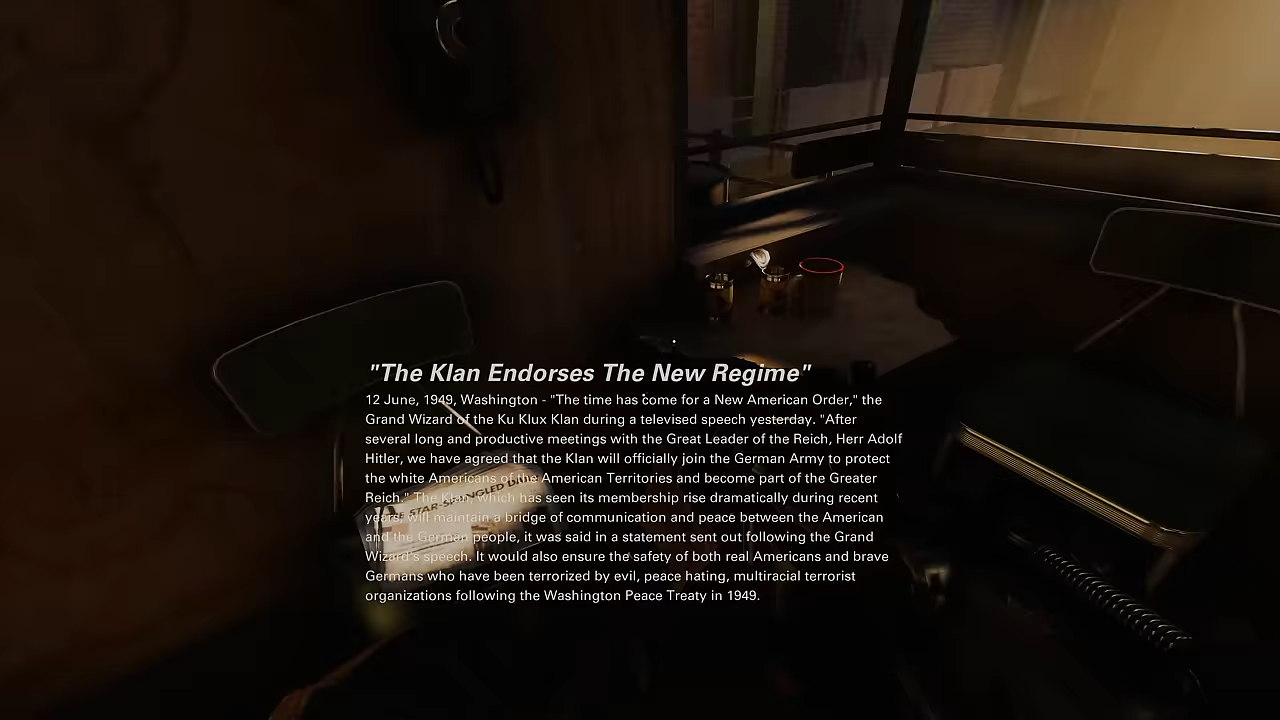 "The Klan Endorses The New Regime"
12 June, 1949, Washington - "The time has come for a New American Order," the
Grand Wizard of the Ku Klux Klan during a televised speech yesterday. "After
several long and productive meetings with the Great Leader of the Reich, Herr Adolf
Hitler, we have agreed that the Klan will officially join the German Army to protect
the white Americans of the American Territories and become part of the Greater
Reich." The Klan, which has seen its membership rise dramatically during recent
years, will maintain a bridge of communication and peace between the American
and the German people, it was said in a statement sent out following the Grand
Wizard's speech. It would also ensure the safety of both real Americans and brave
Germans who have been terrorized by evil, peace hating, multiracial terrorist
organizations following the Washington Peace Treaty in 1949.
STAR-SPANGLED